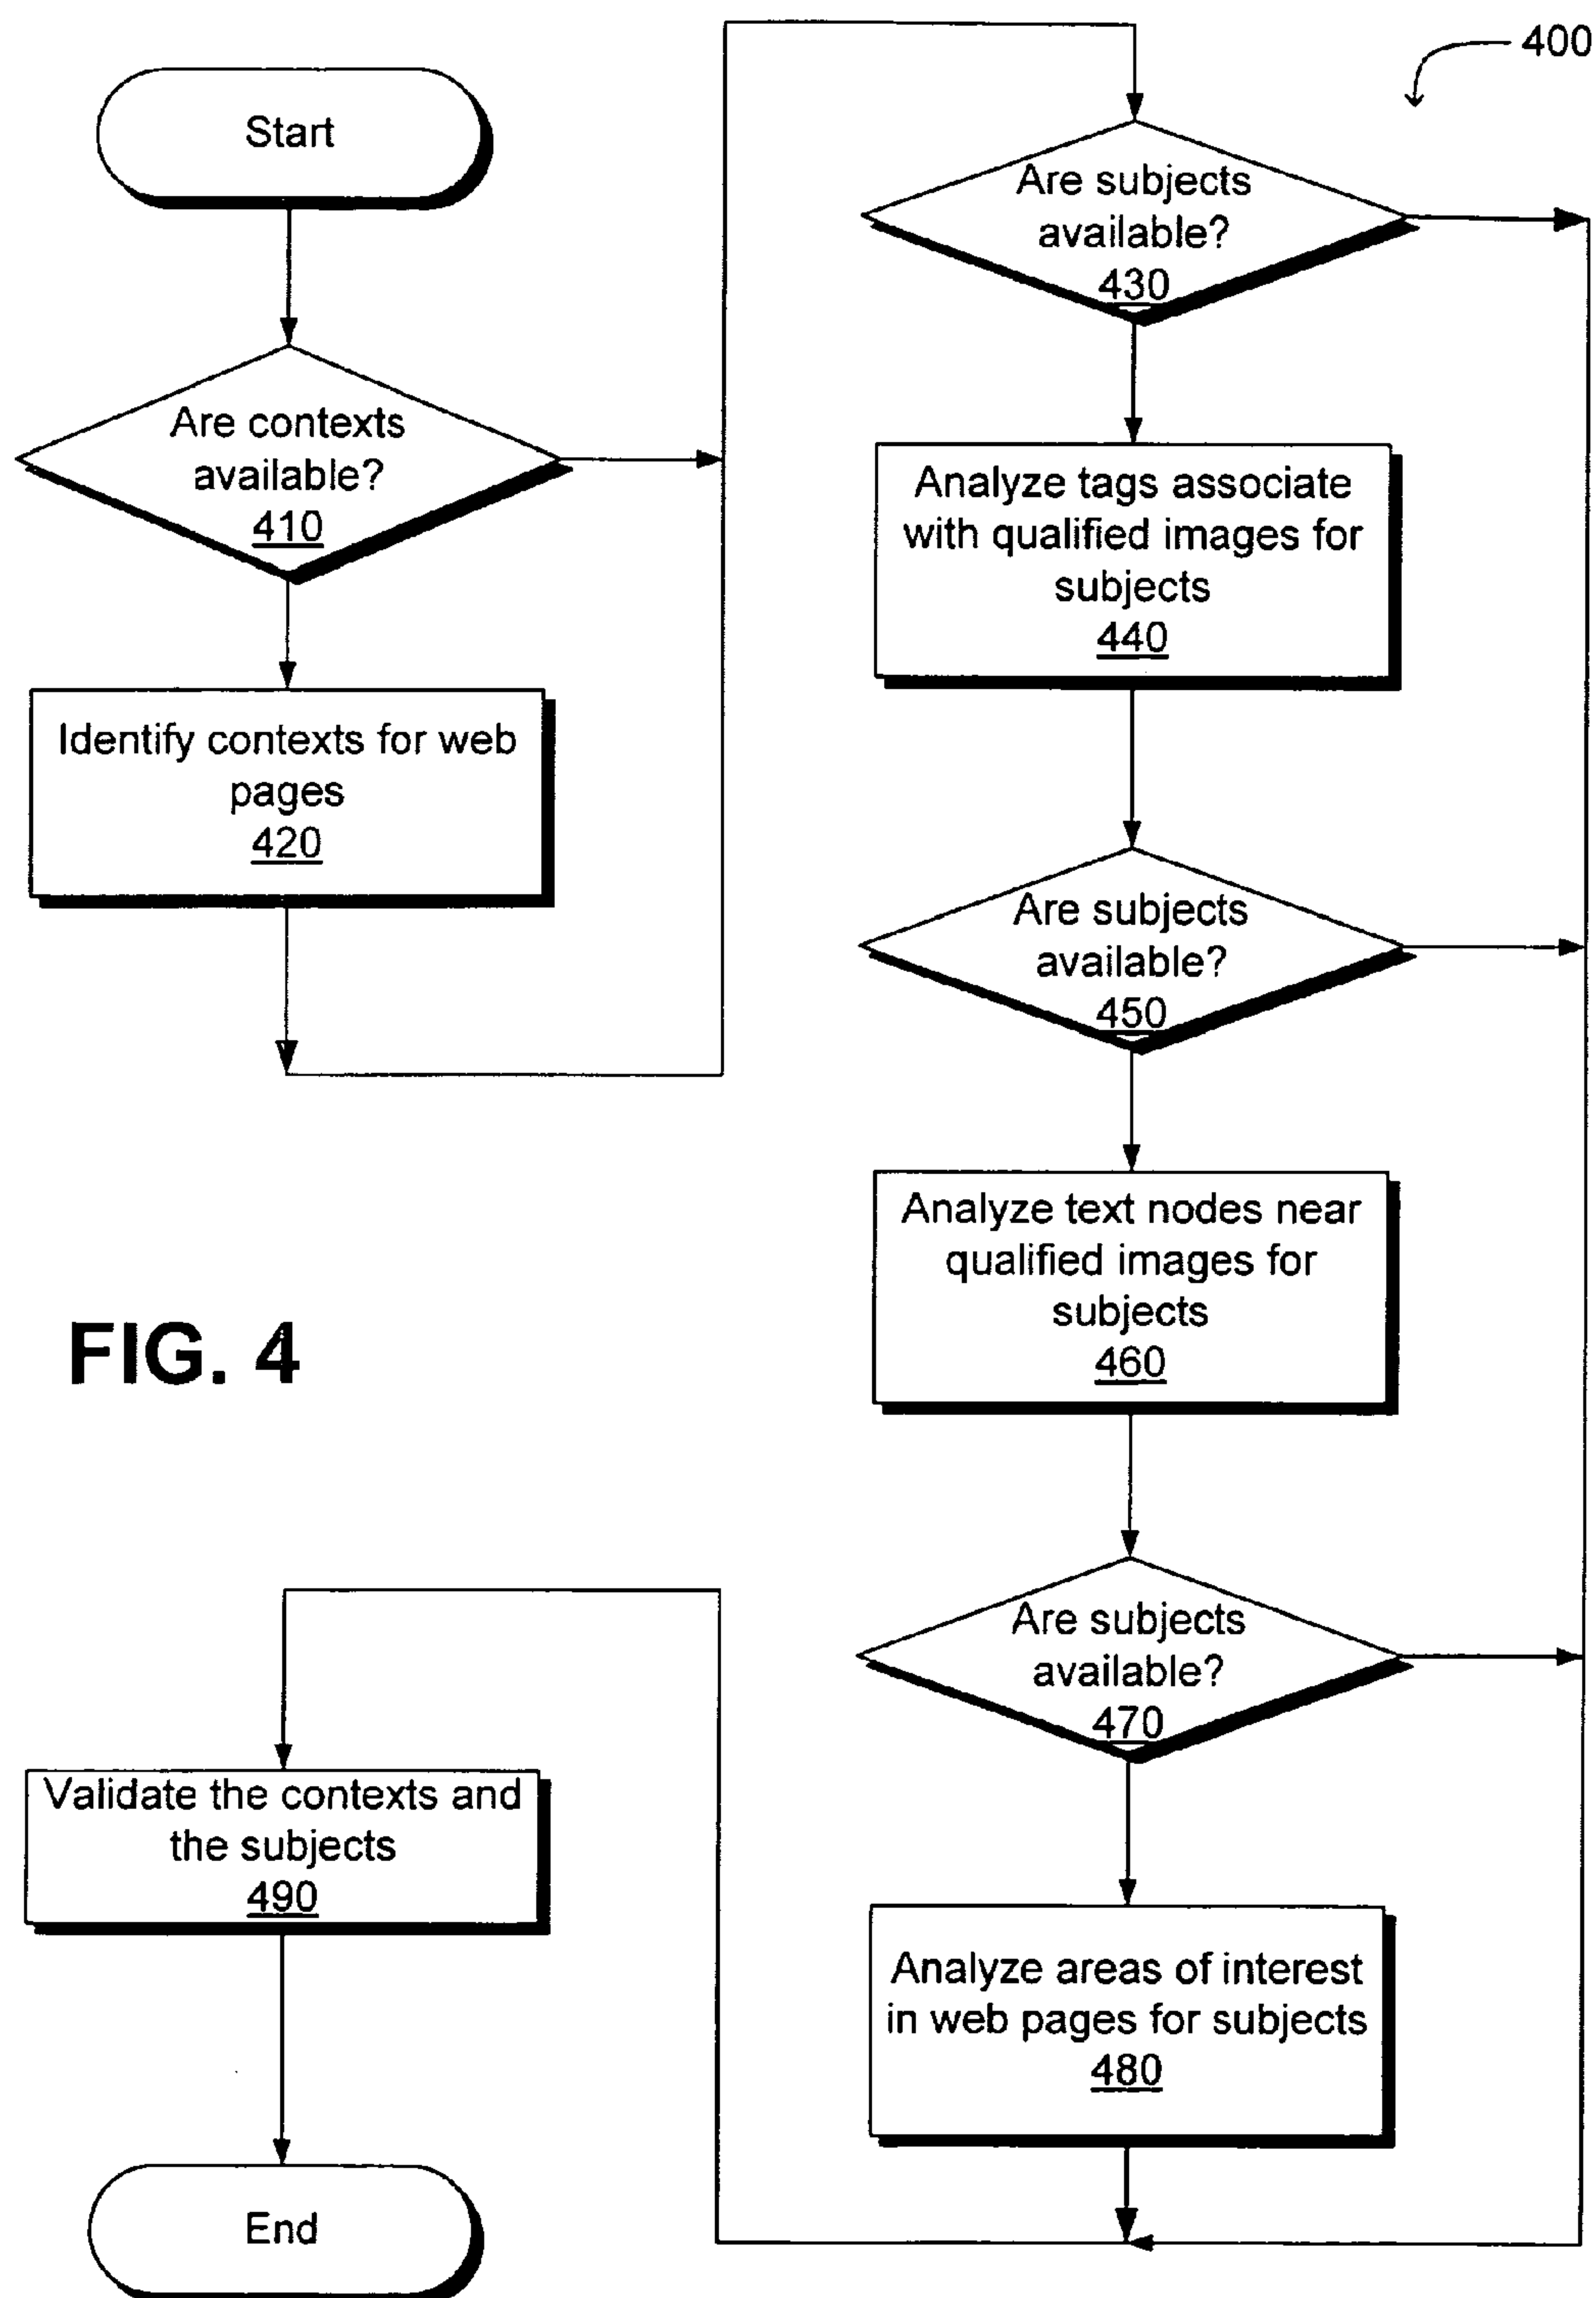 400
Start
Are contexts
available?
410
Identify contexts for web
pages
420
Are subjects
available?
430
Analyze tags associate
with qualified images for
subjects
440
Are subjects
available?
450
Analyze text nodes near
qualified images for
subjects
460
Are subjects
available?
470
Analyze areas of interest
in web pages for subjects
480
Validate the contexts and
the subjects
490
End
FIG. 4